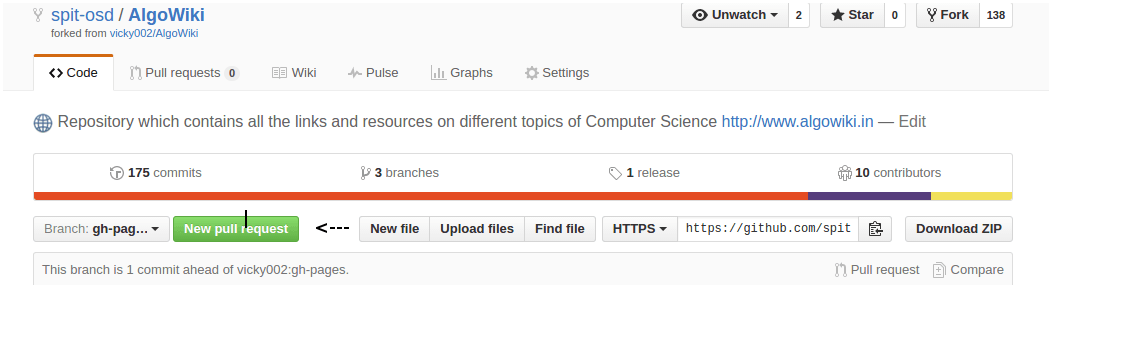 spit-osd / AlgoWiki Unwatch 2 Star 0 Fork 138
forked from vicky002/AlgoWiki
Code Pull requests 0 Wiki Pulse Graphs Settings
Repository which contains all the links and resources on different topics of Computer Science http://www.algowiki.in — Edit
175 commits 3 branches 1 release 10 contributors
Branch: gh-pag... New pull request New file Upload files Find file HTTPS https://github.com/spit Download ZIP
This branch is 1 commit ahead of vicky002:gh-pages. Pull request Compare